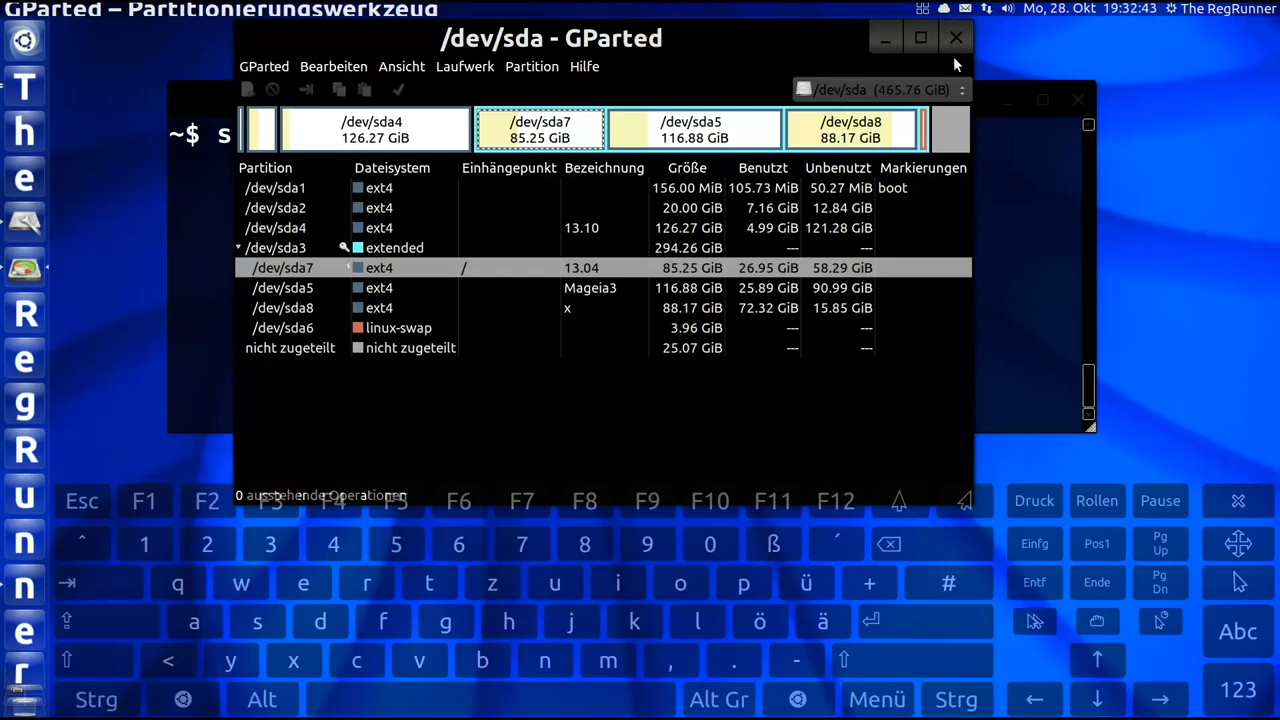 GParted – Partitionierungswerkzeug
Mo, 28. Okt 19:32:43 The RegRunner
/dev/sda - GParted
GParted Bearbeiten Ansicht Laufwerk Partition Hilfe
/dev/sda (465.76 GiB)
~$ s
/dev/sda4 /dev/sda7 /dev/sda5 /dev/sda8
126.27 GiB 85.25 GiB 116.88 GiB 88.17 GiB
Partition Dateisystem Einhängepunkt Bezeichnung Größe Benutzt Unbenutzt Markierungen
/dev/sda1 ext4 156.00 MiB 105.73 MiB 50.27 MiB boot
/dev/sda2 ext4 20.00 GiB 7.16 GiB 12.84 GiB
/dev/sda4 ext4 13.10 126.27 GiB 4.99 GiB 121.28 GiB
/dev/sda3 extended 294.26 GiB --- ---
/dev/sda7 ext4 / 13.04 85.25 GiB 26.95 GiB 58.29 GiB
/dev/sda5 ext4 Mageia3 116.88 GiB 25.89 GiB 90.99 GiB
/dev/sda8 ext4 x 88.17 GiB 72.32 GiB 15.85 GiB
/dev/sda6 linux-swap 3.96 GiB --- ---
nicht zugeteilt nicht zugeteilt 25.07 GiB --- ---
0 ausstehende Operationen
T
h
e
R
e
g
R
u
n
n
e
r
Esc F1 F2 F3 F4 F5 F6 F7 F8 F9 F10 F11 F12 Druck Rollen Pause
^ 1 2 3 4 5 6 7 8 9 0 ß ´ Einfg Pos1 Pg Up
q w e r t z u i o p ü + # Entf Ende Pg Dn
a s d f g h j k l ö ä Abc
< y x c v b n m , . -
Strg Alt Alt Gr Menü Strg 123